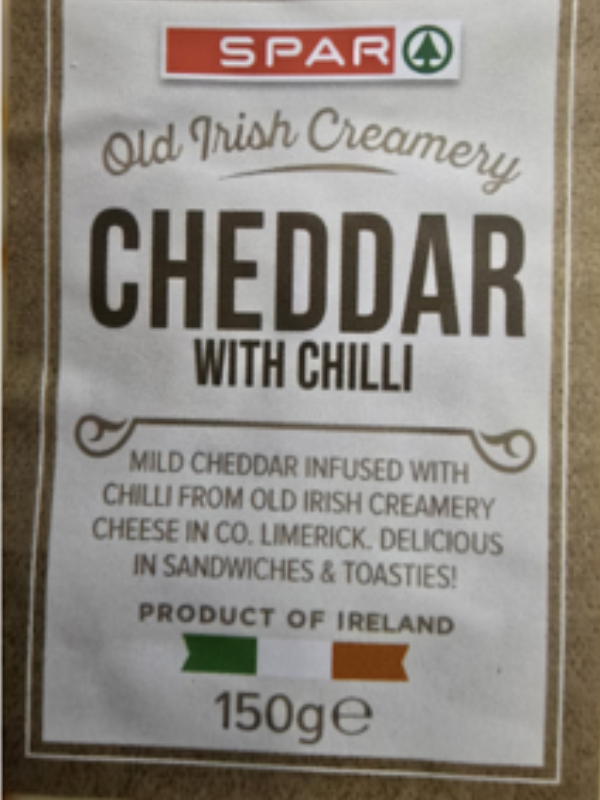 SPAR
Old Irish Creamery
CHEDDAR
WITH CHILLI
MILD CHEDDAR INFUSED WITH
CHILLI FROM OLD IRISH CREAMERY
CHEESE IN CO. LIMERICK. DELICIOUS
IN SANDWICHES & TOASTIES!
PRODUCT OF IRELAND
150g℮